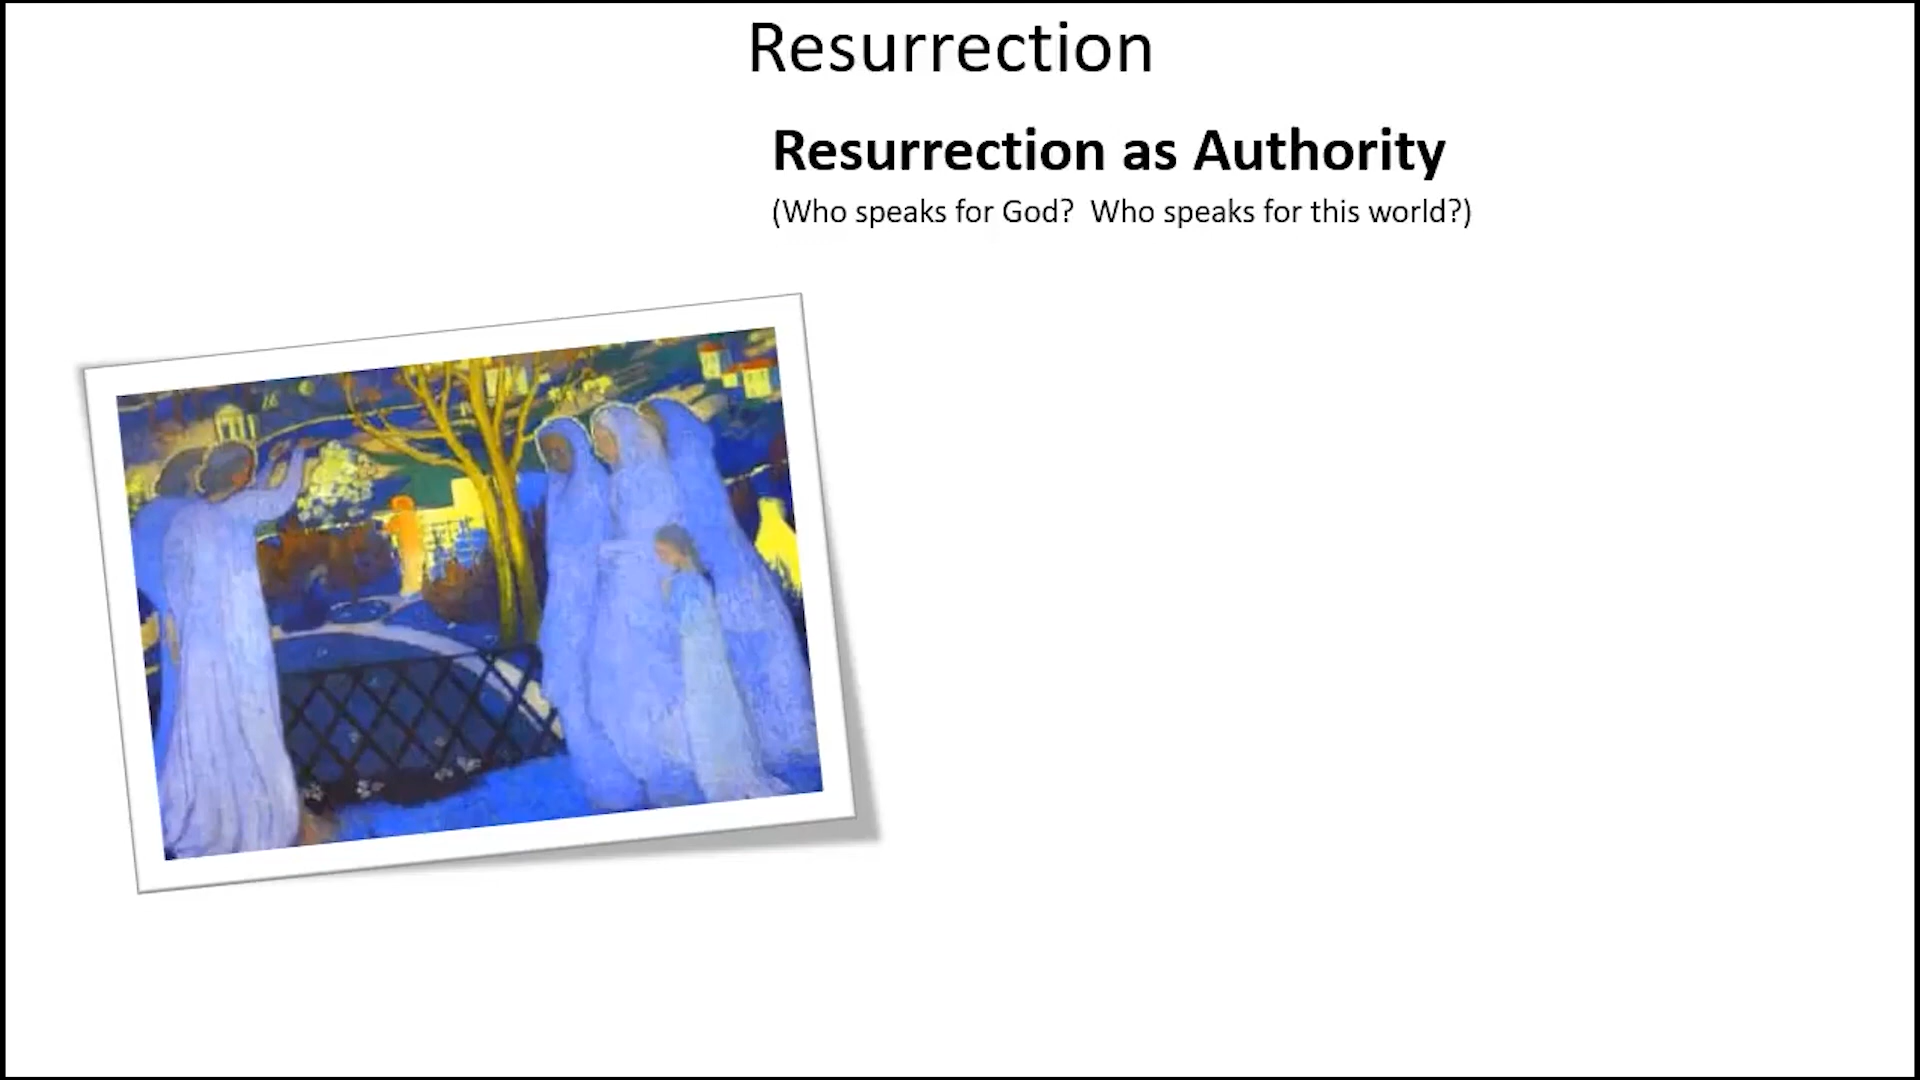 Resurrection
Resurrection as Authority
(Who speaks for God?  Who speaks for this world?)